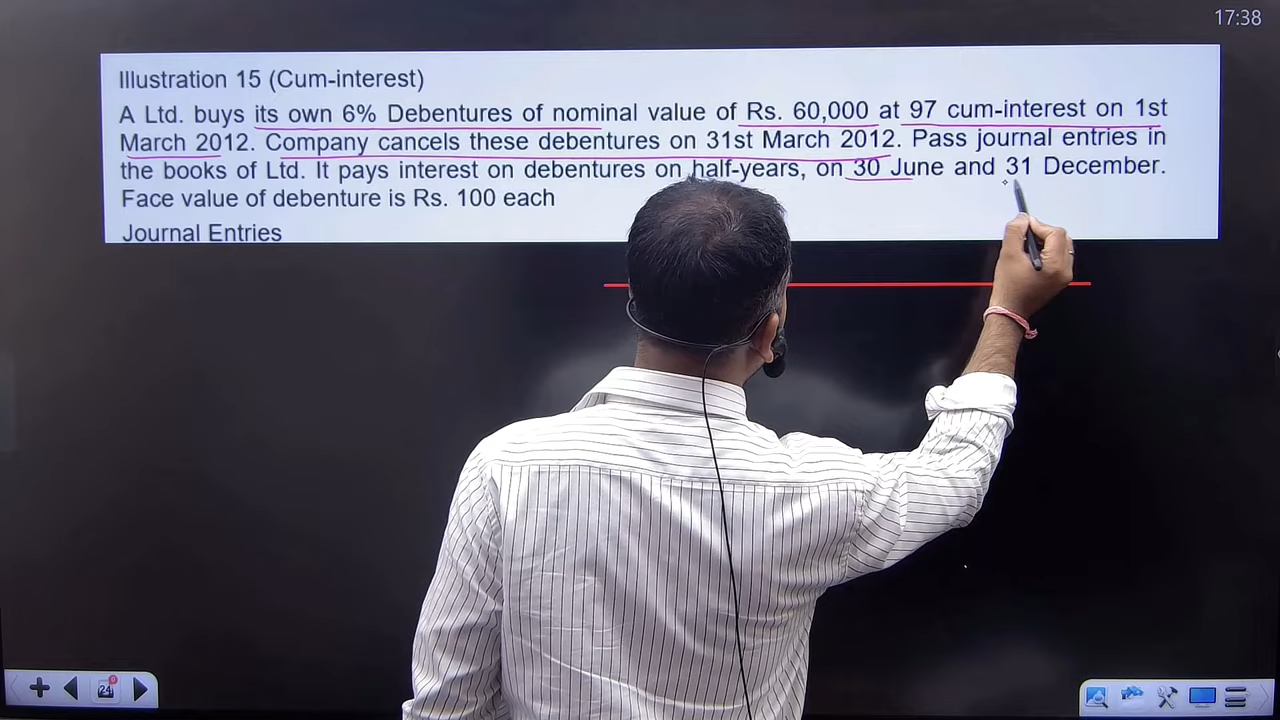 17:38
Illustration 15 (Cum-interest)
A Ltd. buys its own 6% Debentures of nominal value of Rs. 60,000 at 97 cum-interest on 1st
March 2012. Company cancels these debentures on 31st March 2012. Pass journal entries in
the books of Ltd. It pays interest on debentures on half-years, on 30 June and 31 December.
Face value of debenture is Rs. 100 each
Journal Entries
24